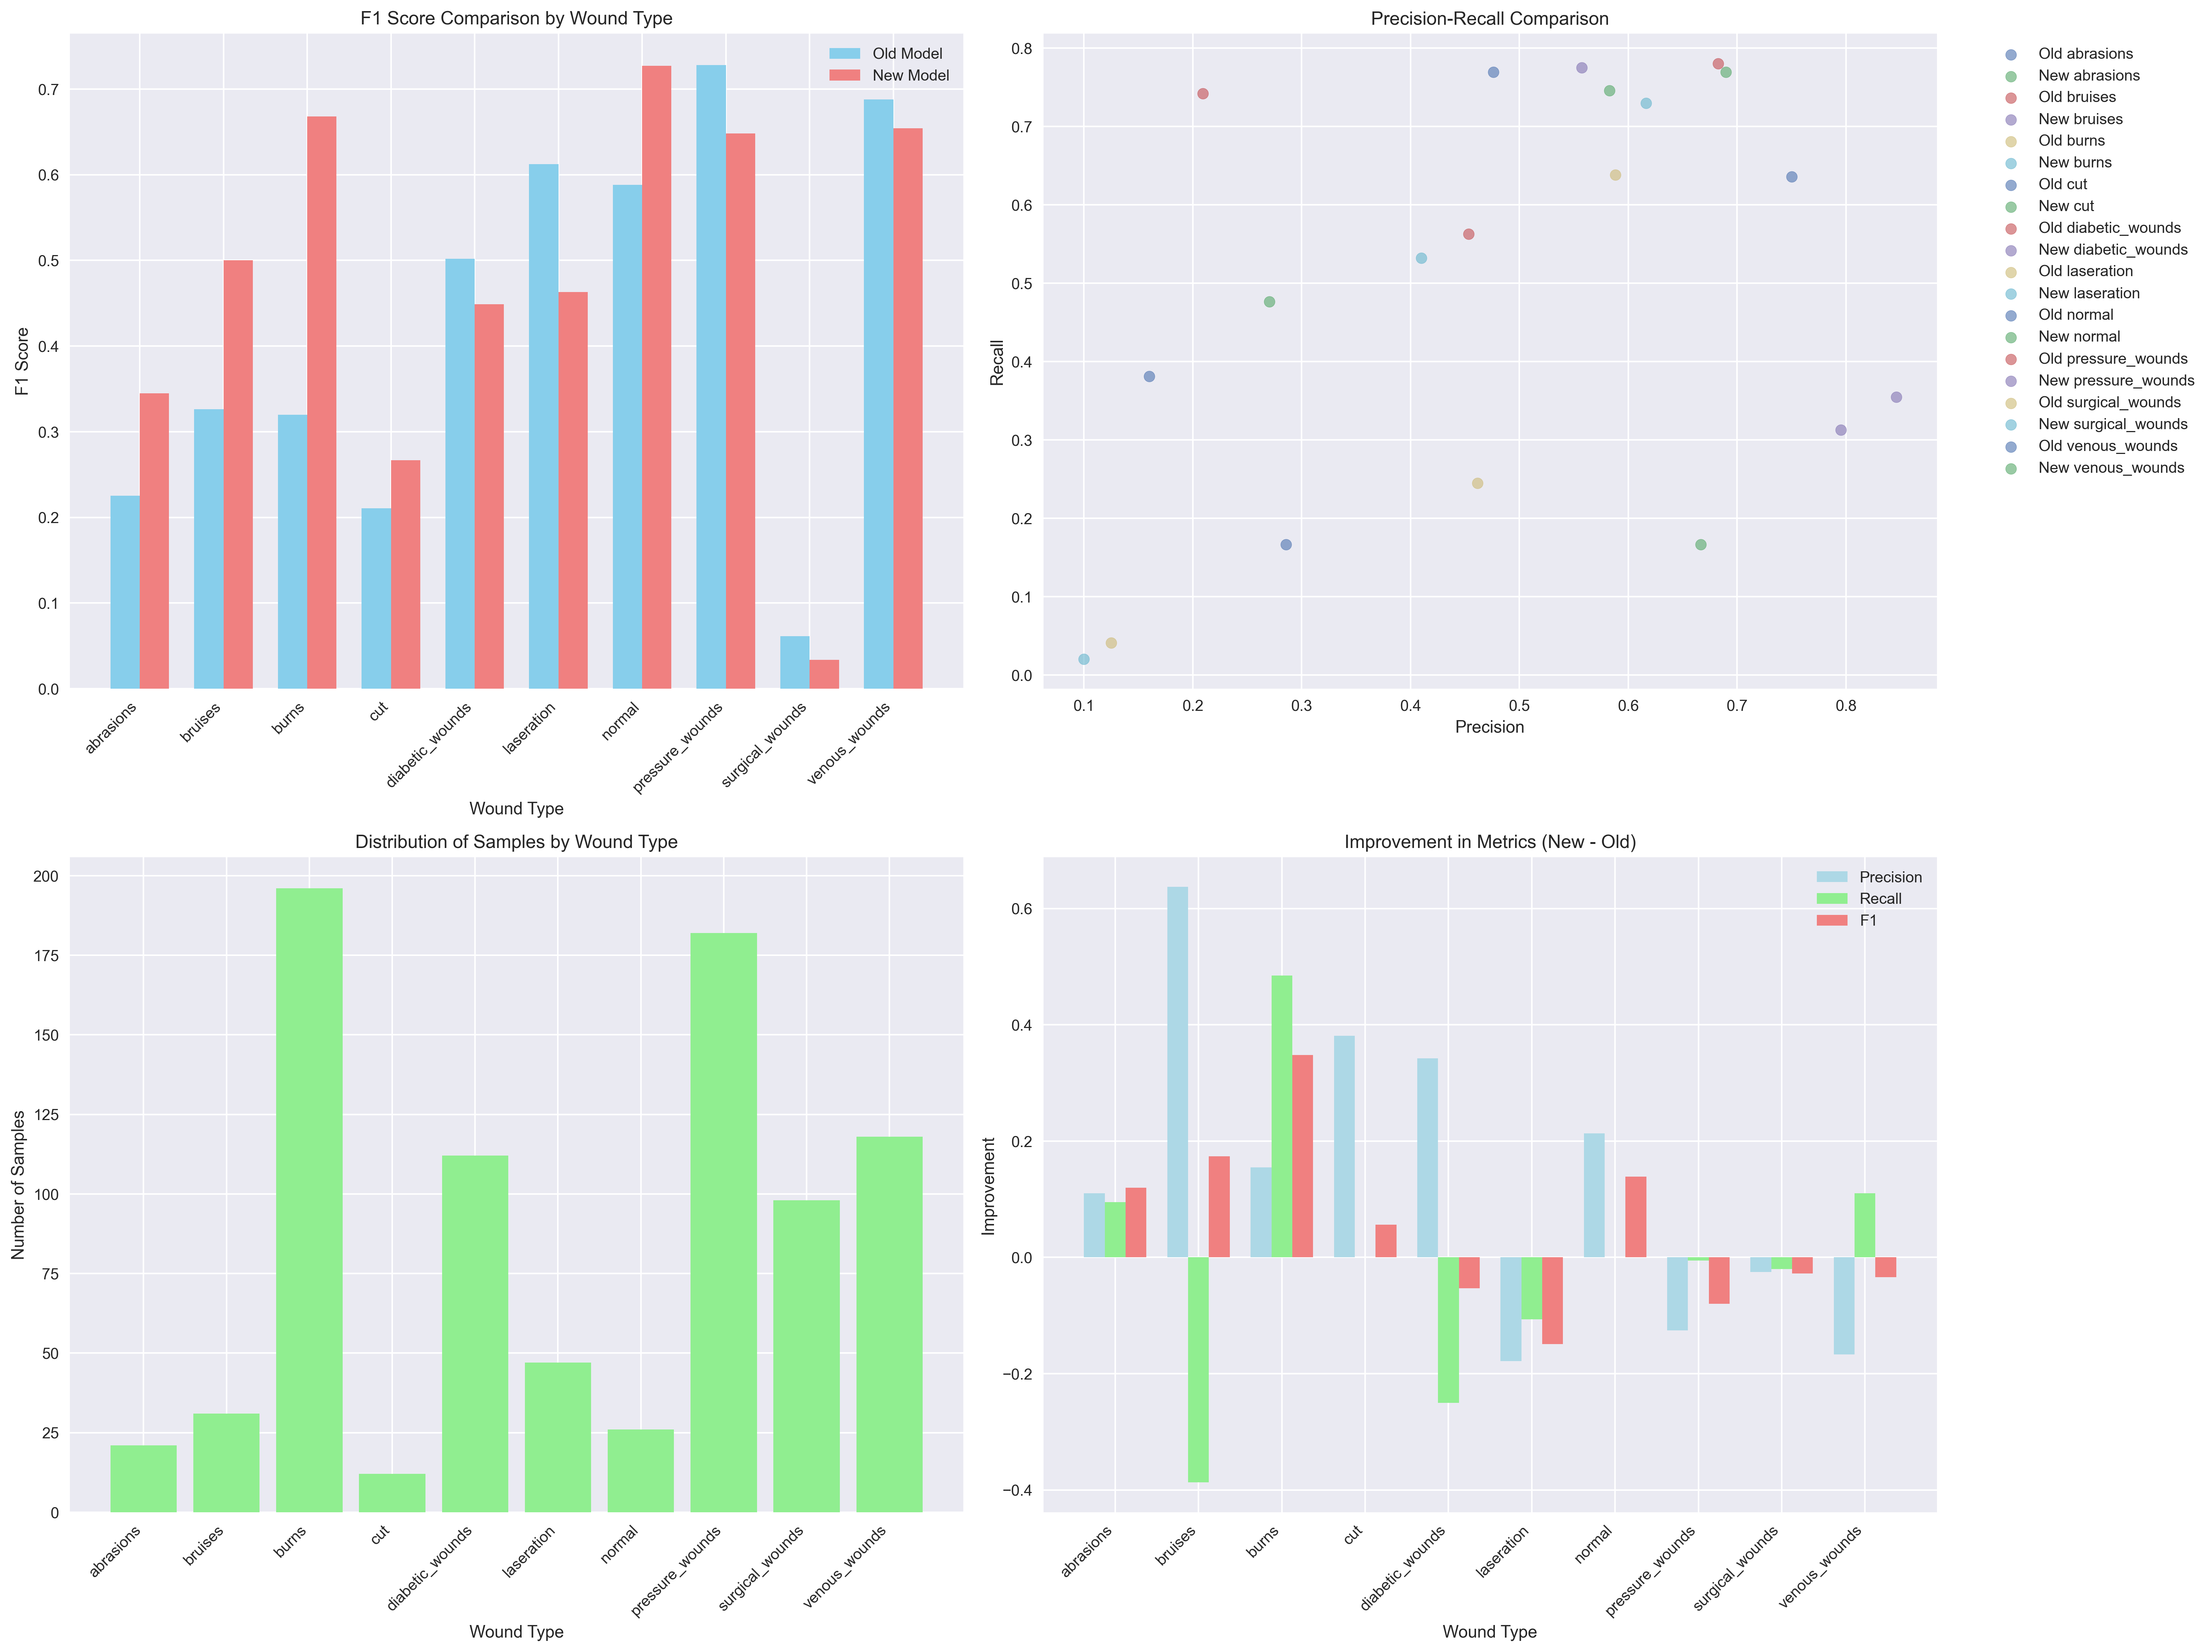 F1 Score Comparison by Wound Type
Old Model
New Model
F1 Score
0.7
0.6
0.5
0.4
0.3
0.2
0.1
0.0
abrasions
bruises
burns
cut
diabetic_wounds
laseration
normal
pressure_wounds
surgical_wounds
venous_wounds
Wound Type
Precision-Recall Comparison
Recall
0.8
0.7
0.6
0.5
0.4
0.3
0.2
0.1
0.0
0.1 0.2 0.3 0.4 0.5 0.6 0.7 0.8
Precision
Old abrasions
New abrasions
Old bruises
New bruises
Old burns
New burns
Old cut
New cut
Old diabetic_wounds
New diabetic_wounds
Old laseration
New laseration
Old normal
New normal
Old pressure_wounds
New pressure_wounds
Old surgical_wounds
New surgical_wounds
Old venous_wounds
New venous_wounds
Distribution of Samples by Wound Type
Number of Samples
200
175
150
125
100
75
50
25
0
abrasions
bruises
burns
cut
diabetic_wounds
laseration
normal
pressure_wounds
surgical_wounds
venous_wounds
Wound Type
Improvement in Metrics (New - Old)
Precision
Recall
F1
Improvement
0.6
0.4
0.2
0.0
−0.2
−0.4
abrasions
bruises
burns
cut
diabetic_wounds
laseration
normal
pressure_wounds
surgical_wounds
venous_wounds
Wound Type